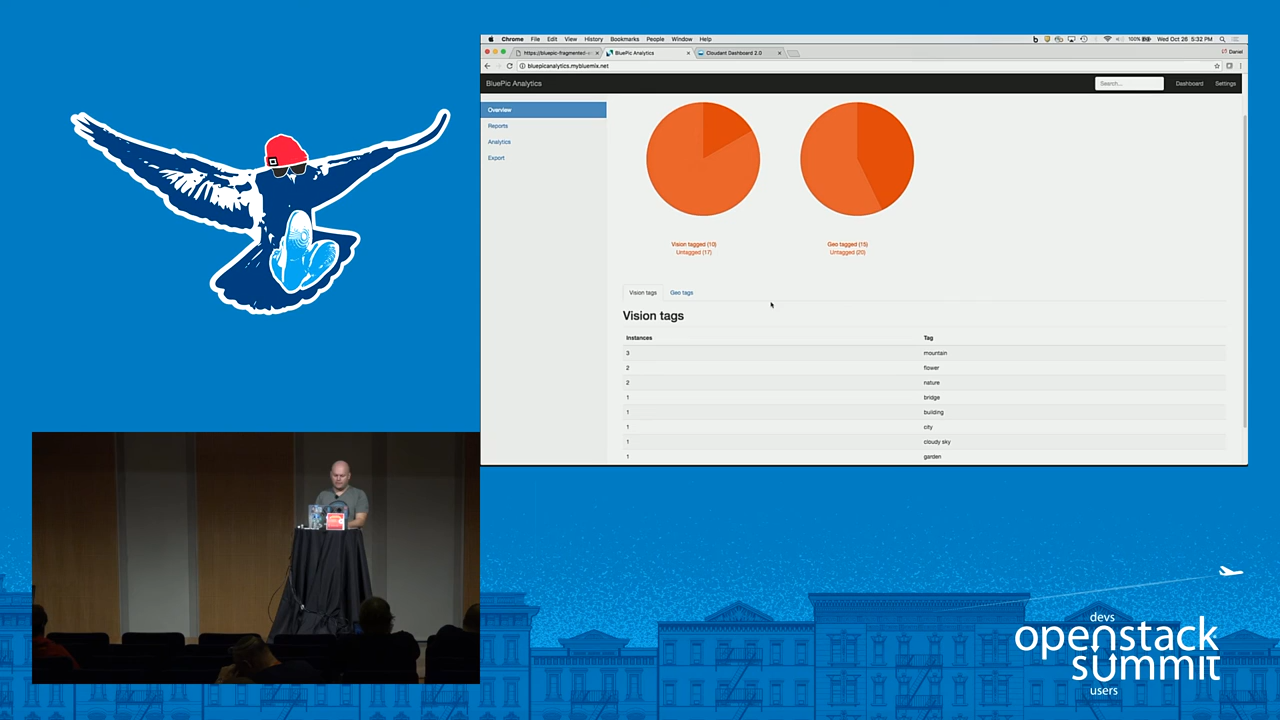 Chrome File Edit View History Bookmarks People Window Help
100% Wed Oct 26 5:32 PM
https://bluepic-fragmented-
BluePic Analytics
Cloudant Dashboard 2.0
Daniel
bluepicanalytics.mybluemix.net
BluePic Analytics
Search...
Dashboard
Settings
Overview
Reports
Analytics
Export
Vision tagged (10)
Untagged (17)
Geo tagged (15)
Untagged (20)
Vision tags
Geo tags
Vision tags
Instances Tag
3 mountain
2 flower
2 nature
1 bridge
1 building
1 city
1 cloudy sky
1 garden
devs
openstack
summit
users